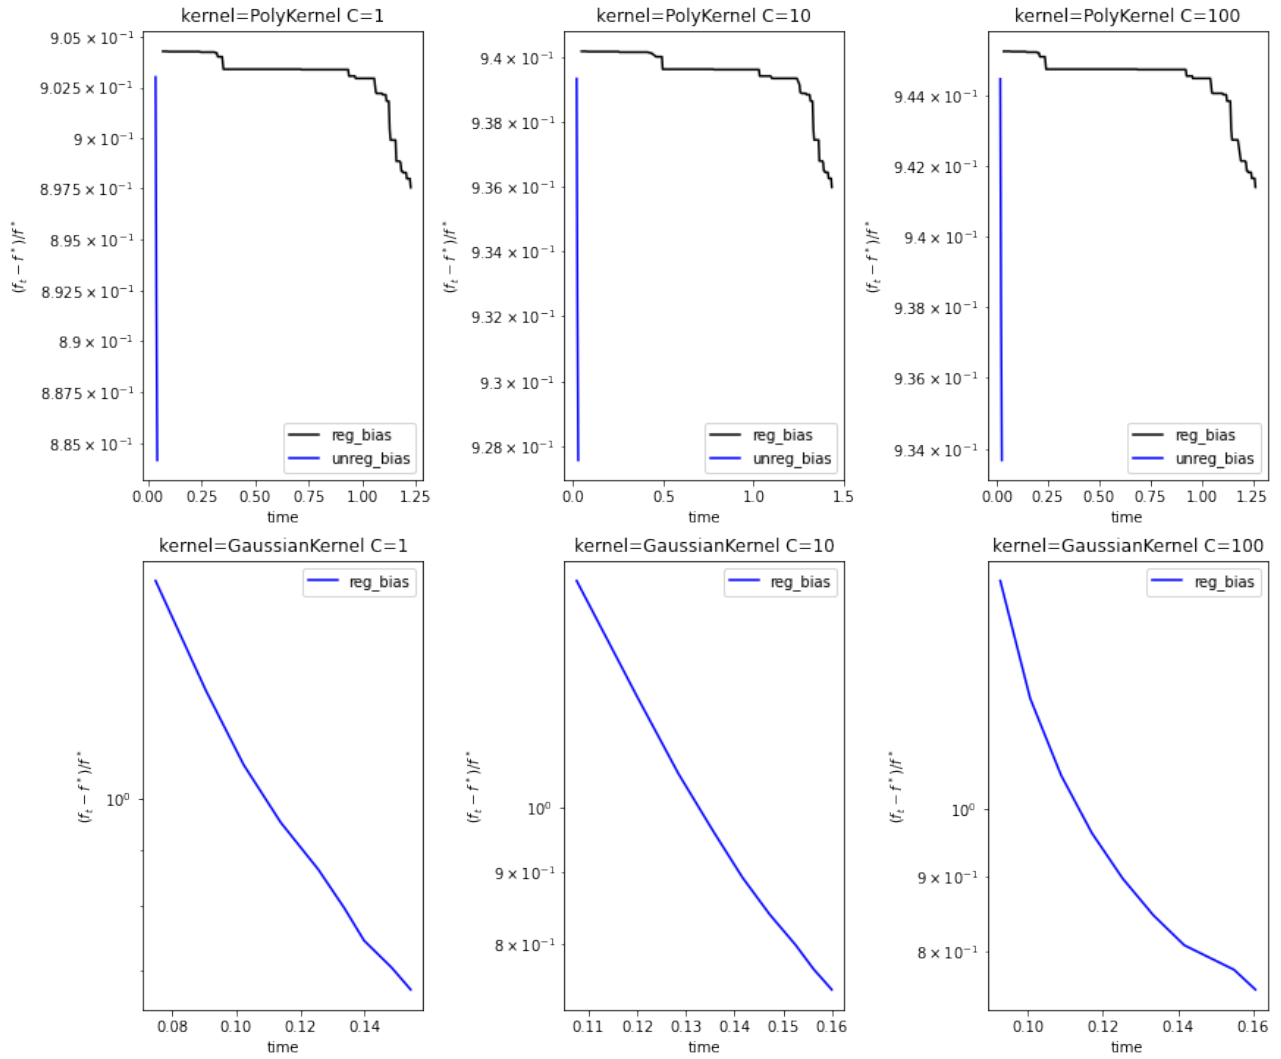 kernel=PolyKernel C=1
9.05 × 10⁻¹
9.025 × 10⁻¹
9 × 10⁻¹
8.975 × 10⁻¹
8.95 × 10⁻¹
8.925 × 10⁻¹
8.9 × 10⁻¹
8.875 × 10⁻¹
8.85 × 10⁻¹
(fₜ − f*)/f*
reg_bias
unreg_bias
0.00 0.25 0.50 0.75 1.00 1.25
time
kernel=PolyKernel C=10
9.4 × 10⁻¹
9.38 × 10⁻¹
9.36 × 10⁻¹
9.34 × 10⁻¹
9.32 × 10⁻¹
9.3 × 10⁻¹
9.28 × 10⁻¹
(fₜ − f*)/f*
reg_bias
unreg_bias
0.0 0.5 1.0 1.5
time
kernel=PolyKernel C=100
9.44 × 10⁻¹
9.42 × 10⁻¹
9.4 × 10⁻¹
9.38 × 10⁻¹
9.36 × 10⁻¹
9.34 × 10⁻¹
(fₜ − f*)/f*
reg_bias
unreg_bias
0.00 0.25 0.50 0.75 1.00 1.25
time
kernel=GaussianKernel C=1
reg_bias
10⁰
(fₜ − f*)/f*
0.08 0.10 0.12 0.14
time
kernel=GaussianKernel C=10
reg_bias
10⁰
9 × 10⁻¹
8 × 10⁻¹
(fₜ − f*)/f*
0.11 0.12 0.13 0.14 0.15 0.16
time
kernel=GaussianKernel C=100
reg_bias
10⁰
9 × 10⁻¹
8 × 10⁻¹
(fₜ − f*)/f*
0.10 0.12 0.14 0.16
time